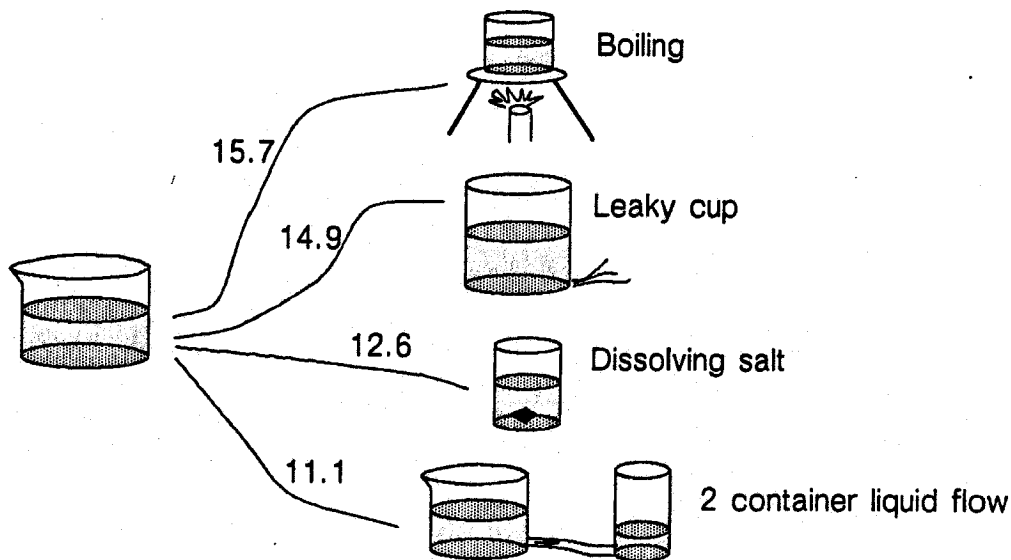 Boiling
15.7
Leaky cup
14.9
12.6
Dissolving salt
11.1
2 container liquid flow